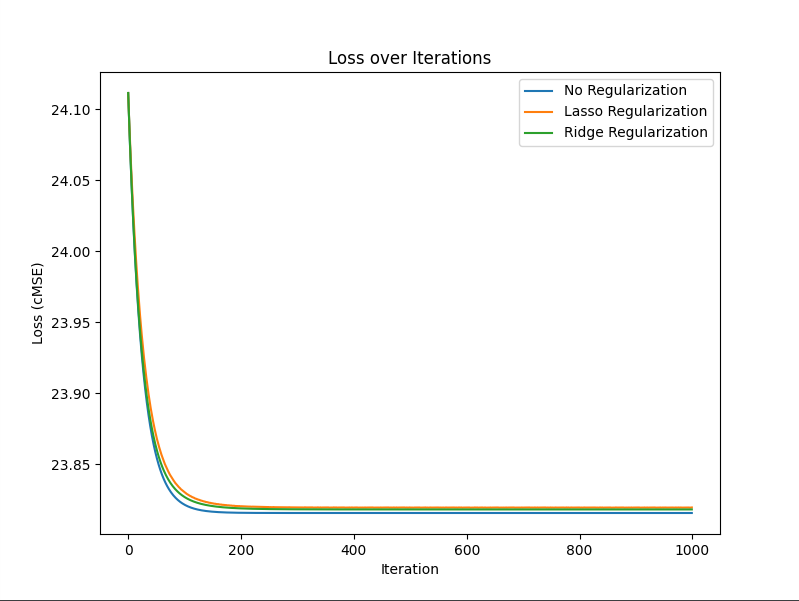 Loss over Iterations
No Regularization
Lasso Regularization
Ridge Regularization
Loss (cMSE)
24.10
24.05
24.00
23.95
23.90
23.85
0 200 400 600 800 1000
Iteration